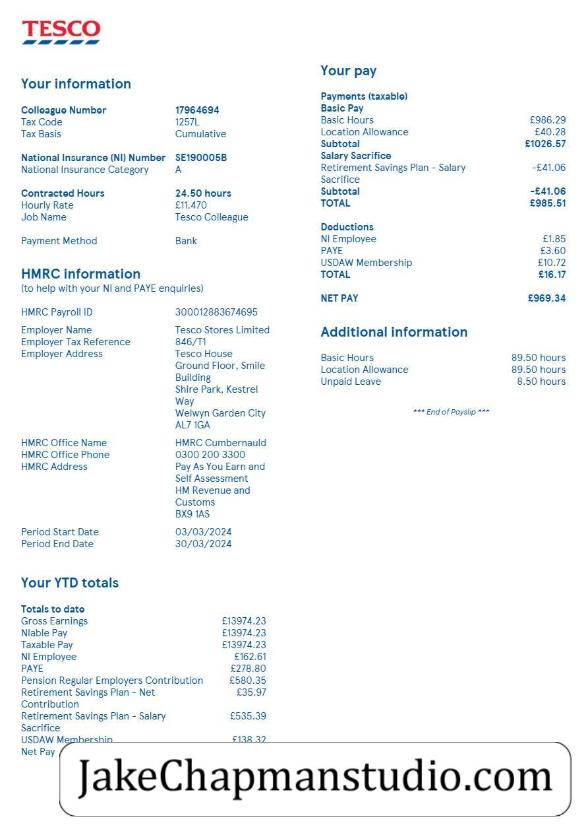 TESCO
Your information
Colleague Number 17964694
Tax Code 1257L
Tax Basis Cumulative
National Insurance (NI) Number SE190005B
National Insurance Category A
Contracted Hours 24.50 hours
Hourly Rate £11.470
Job Name Tesco Colleague
Payment Method Bank
HMRC information
(to help with your NI and PAYE enquiries)
HMRC Payroll ID 300012883674695
Employer Name Tesco Stores Limited
Employer Tax Reference 846/T1
Employer Address Tesco House
Ground Floor, Smile
Building
Shire Park, Kestrel
Way
Welwyn Garden City
AL7 1GA
HMRC Office Name HMRC Cumbernauld
HMRC Office Phone 0300 200 3300
HMRC Address Pay As You Earn and
Self Assessment
HM Revenue and
Customs
BX9 1AS
Period Start Date 03/03/2024
Period End Date 30/03/2024
Your YTD totals
Totals to date
Gross Earnings £13974.23
NIable Pay £13974.23
Taxable Pay £13974.23
NI Employee £162.61
PAYE £278.80
Pension Regular Employers Contribution £580.35
Retirement Savings Plan - Net £35.97
Contribution
Retirement Savings Plan - Salary £535.39
Sacrifice
USDAW Membership £138.32
Net Pay
Your pay
Payments (taxable)
Basic Pay
Basic Hours £986.29
Location Allowance £40.28
Subtotal £1026.57
Salary Sacrifice
Retirement Savings Plan - Salary -£41.06
Sacrifice
Subtotal -£41.06
TOTAL £985.51
Deductions
NI Employee £1.85
PAYE £3.60
USDAW Membership £10.72
TOTAL £16.17
NET PAY £969.34
Additional information
Basic Hours 89.50 hours
Location Allowance 89.50 hours
Unpaid Leave 8.50 hours
*** End of Payslip ***
JakeChapmanstudio.com